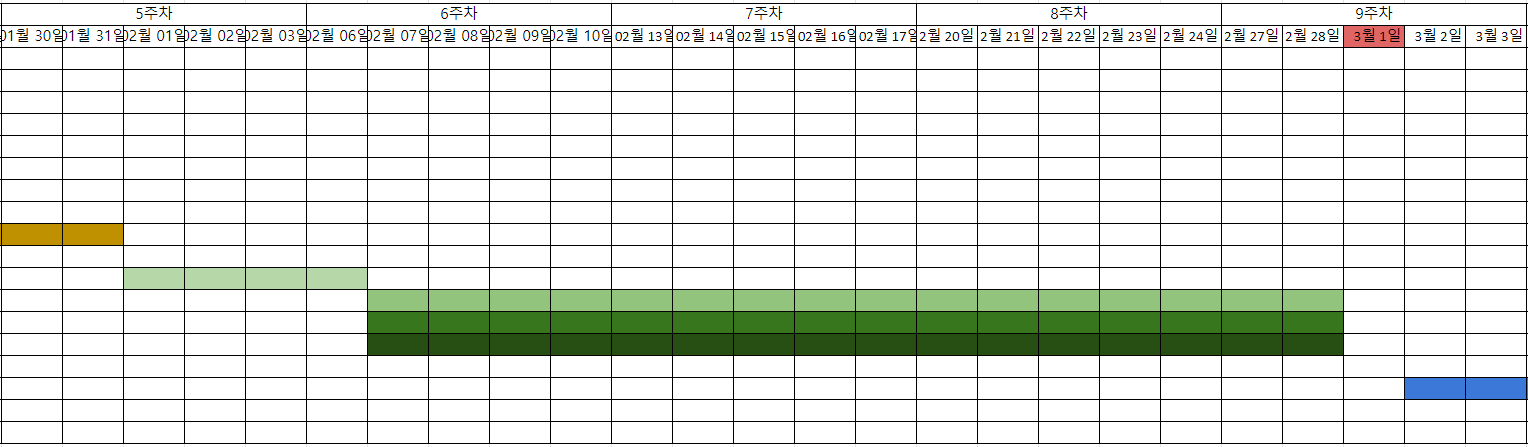 5주차 6주차 7주차 8주차 9주차
01월 30일 01월 31일 02월 01일 02월 02일 02월 03일 02월 06일 02월 07일 02월 08일 02월 09일 02월 10일 02월 13일 02월 14일 02월 15일 02월 16일 02월 17일 2월 20일 2월 21일 2월 22일 2월 23일 2월 24일 2월 27일 2월 28일 3월 1일 3월 2일 3월 3일